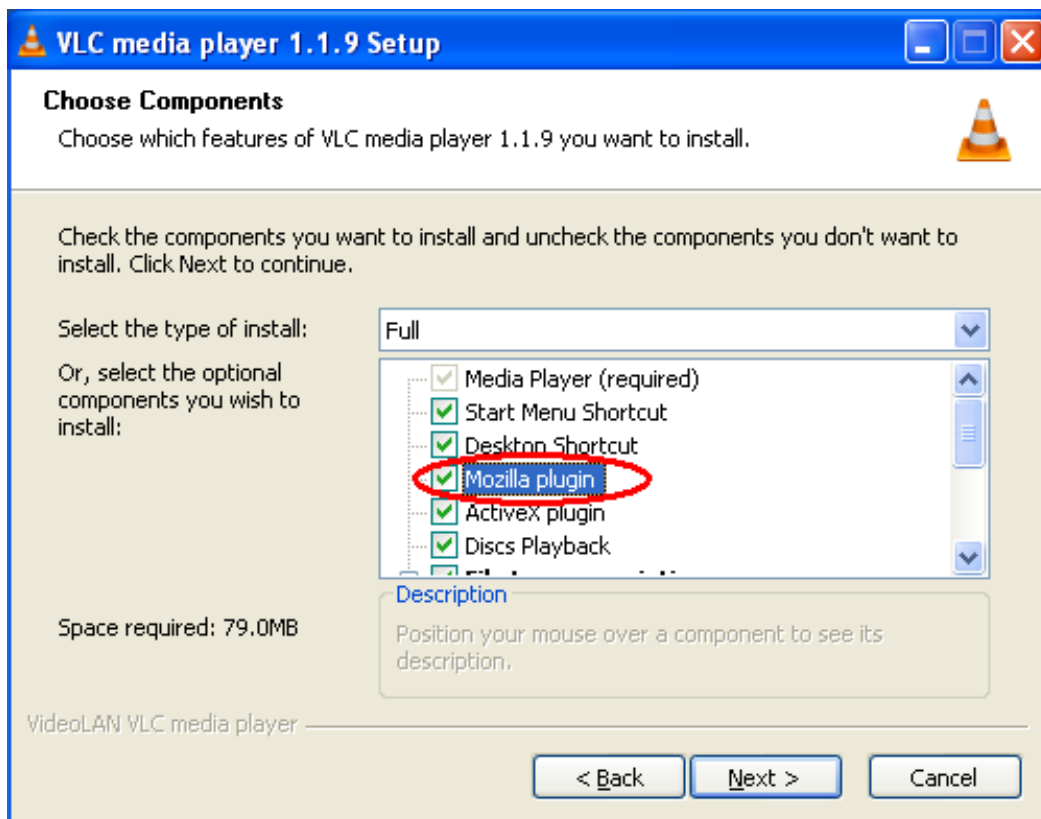 VLC media player 1.1.9 Setup
Choose Components
Choose which features of VLC media player 1.1.9 you want to install.
Check the components you want to install and uncheck the components you don't want to
install. Click Next to continue.
Select the type of install:
Full
Or, select the optional
components you wish to
install:
Media Player (required)
Start Menu Shortcut
Desktop Shortcut
Mozilla plugin
ActiveX plugin
Discs Playback
Space required: 79.0MB
Description
Position your mouse over a component to see its
description.
VideoLAN VLC media player
< Back
Next >
Cancel